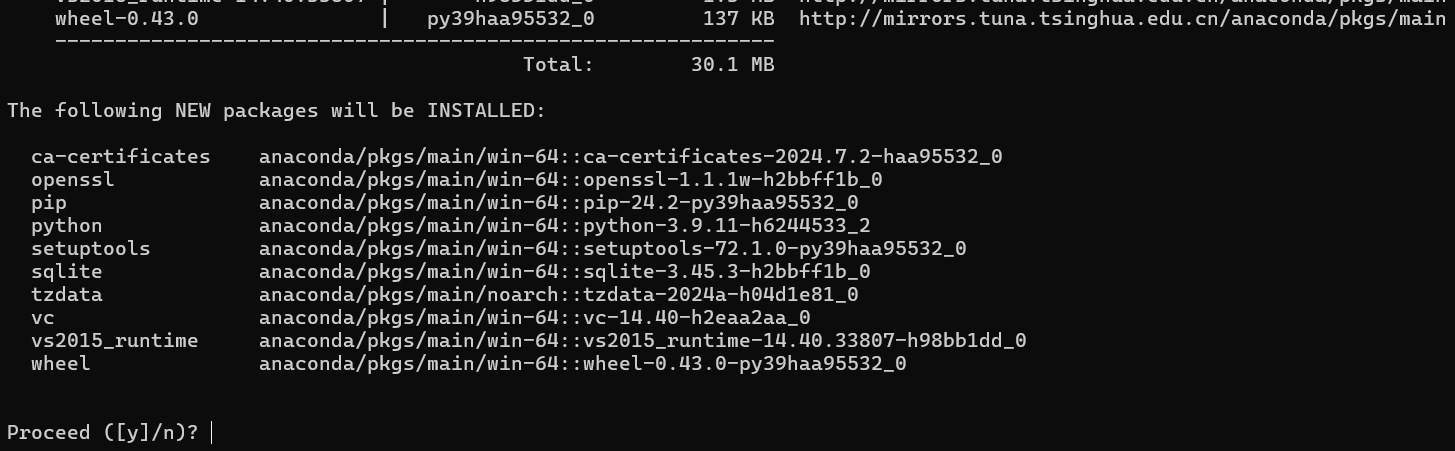 wheel-0.43.0 | py39haa95532_0 137 KB http://mirrors.tuna.tsinghua.edu.cn/anaconda/pkgs/main
------------------------------------------------------------
Total: 30.1 MB
The following NEW packages will be INSTALLED:
ca-certificates anaconda/pkgs/main/win-64::ca-certificates-2024.7.2-haa95532_0
openssl anaconda/pkgs/main/win-64::openssl-1.1.1w-h2bbff1b_0
pip anaconda/pkgs/main/win-64::pip-24.2-py39haa95532_0
python anaconda/pkgs/main/win-64::python-3.9.11-h6244533_2
setuptools anaconda/pkgs/main/win-64::setuptools-72.1.0-py39haa95532_0
sqlite anaconda/pkgs/main/win-64::sqlite-3.45.3-h2bbff1b_0
tzdata anaconda/pkgs/main/noarch::tzdata-2024a-h04d1e81_0
vc anaconda/pkgs/main/win-64::vc-14.40-h2eaa2aa_0
vs2015_runtime anaconda/pkgs/main/win-64::vs2015_runtime-14.40.33807-h98bb1dd_0
wheel anaconda/pkgs/main/win-64::wheel-0.43.0-py39haa95532_0
Proceed ([y]/n)?